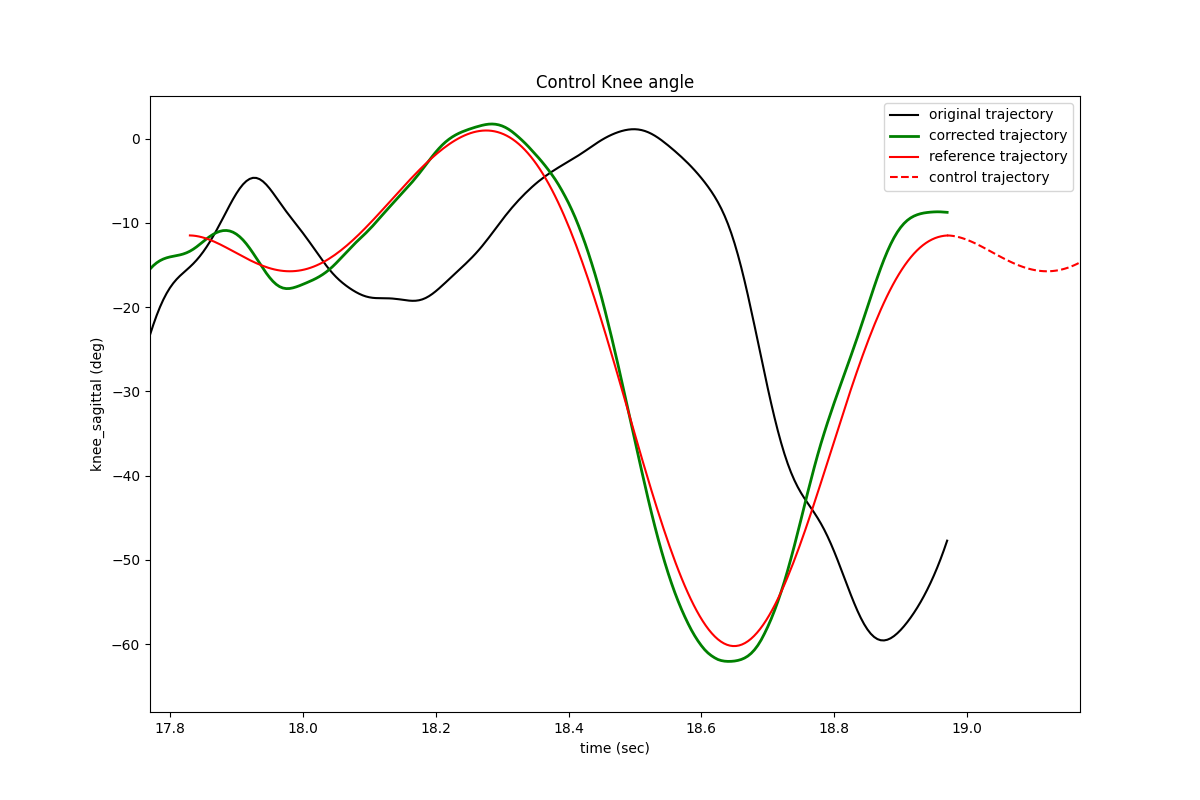 Control Knee angle
original trajectory
corrected trajectory
reference trajectory
control trajectory
knee_sagittal (deg)
0
−10
−20
−30
−40
−50
−60
17.8 18.0 18.2 18.4 18.6 18.8 19.0
time (sec)